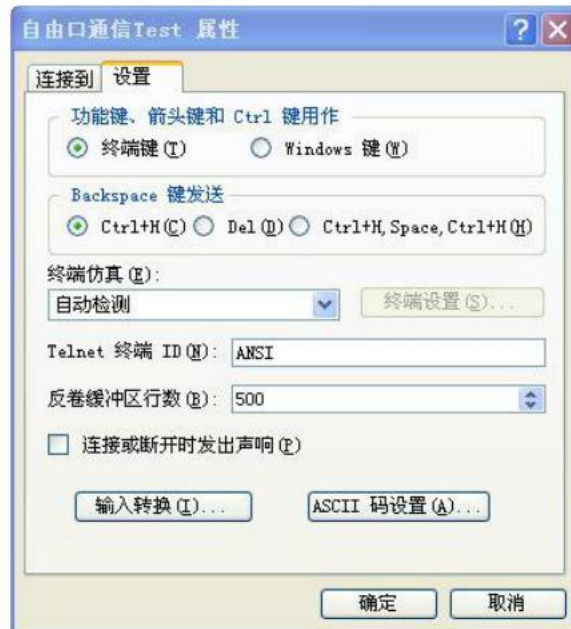 自由口通信Test 属性
连接到 设置
功能键、箭头键和 Ctrl 键用作
终端键(T) Windows 键(W)
Backspace 键发送
Ctrl+H(C) Del(D) Ctrl+H,Space,Ctrl+H(H)
终端仿真(E):
自动检测 终端设置(S)...
Telnet 终端 ID(N): ANSI
反卷缓冲区行数(B): 500
连接或断开时发出声响(P)
输入转换(I)... ASCII 码设置(A)...
确定 取消